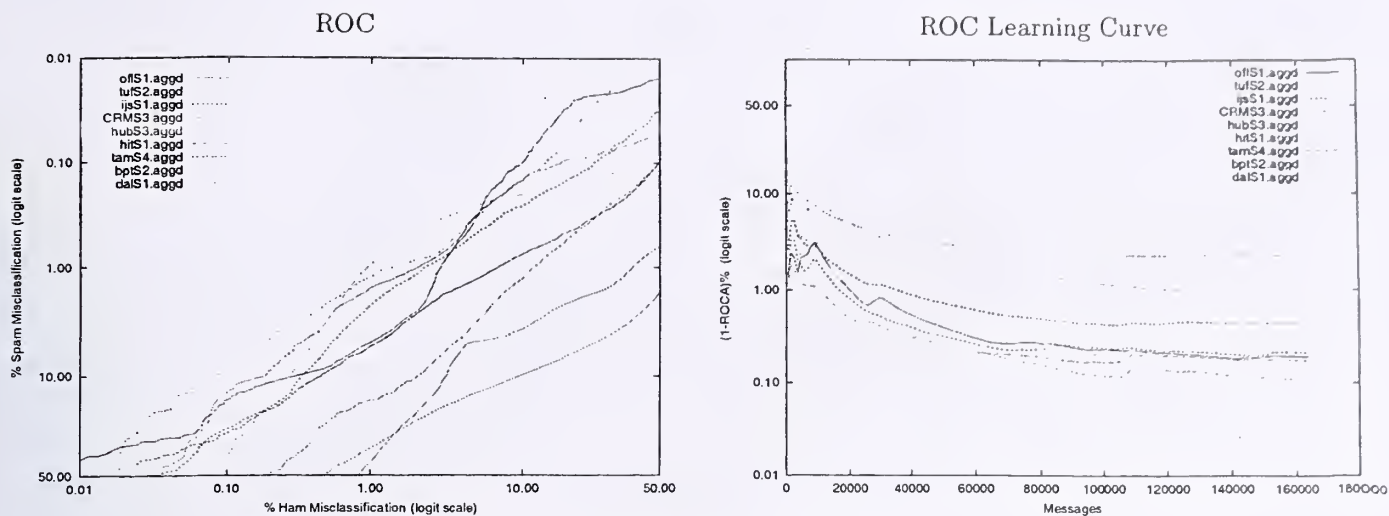 ROC
0.01
0.10
1.00
10.00
50.00
% Spam Misclassification (logit scale)
oflS1.aggd
tufS2.aggd
ijsS1.aggd
CRMS3.aggd
hubS3.aggd
hitS1.aggd
tamS4.aggd
bptS2.aggd
dalS1.aggd
0.01
0.10
1.00
10.00
50.00
% Ham Misclassification (logit scale)
ROC Learning Curve
50.00
10.00
1.00
0.10
0.01
(1-ROCA)% (logit scale)
oflS1.aggd
tufS2.aggd
ijsS1.aggd
CRMS3.aggd
hubS3.aggd
hitS1.aggd
tamS4.aggd
bptS2.aggd
dalS1.aggd
0
20000
40000
60000
80000
100000
120000
140000
160000
180000
Messages